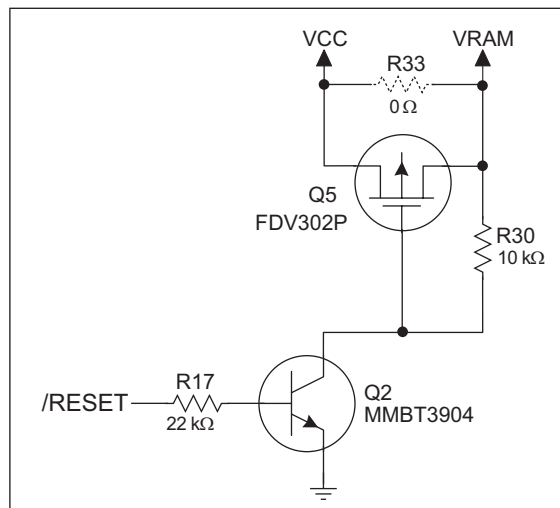 VCC
VRAM
R33
0 Ω
Q5
FDV302P
R30
10 kΩ
R17
/RESET
22 kΩ
Q2
MMBT3904